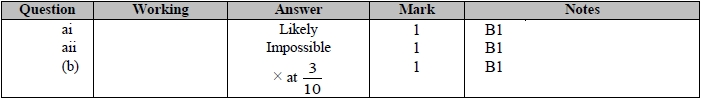 Question Working Answer Mark Notes
ai Likely 1 B1
aii Impossible 1 B1
(b) × at 3/10 1 B1